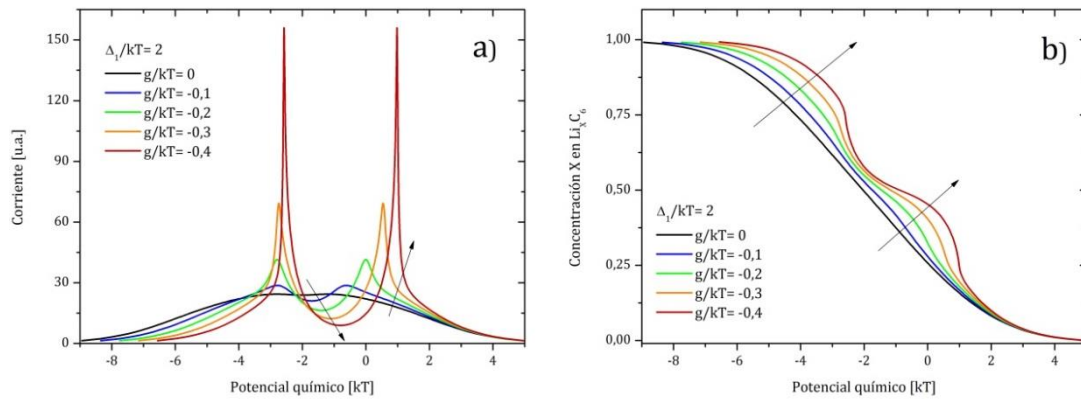 a)
Δ₁/kT= 2
g/kT= 0
g/kT= -0,1
g/kT= -0,2
g/kT= -0,3
g/kT= -0,4
Corriente [u.a.]
150
120
90
60
30
0
-8 -6 -4 -2 0 2 4
Potencial químico [kT]
b)
Concentración X en LiₓC₆
1,00
0,75
0,50
0,25
0,00
Δ₁/kT= 2
g/kT= 0
g/kT= -0,1
g/kT= -0,2
g/kT= -0,3
g/kT= -0,4
-8 -6 -4 -2 0 2 4
Potencial químico [kT]